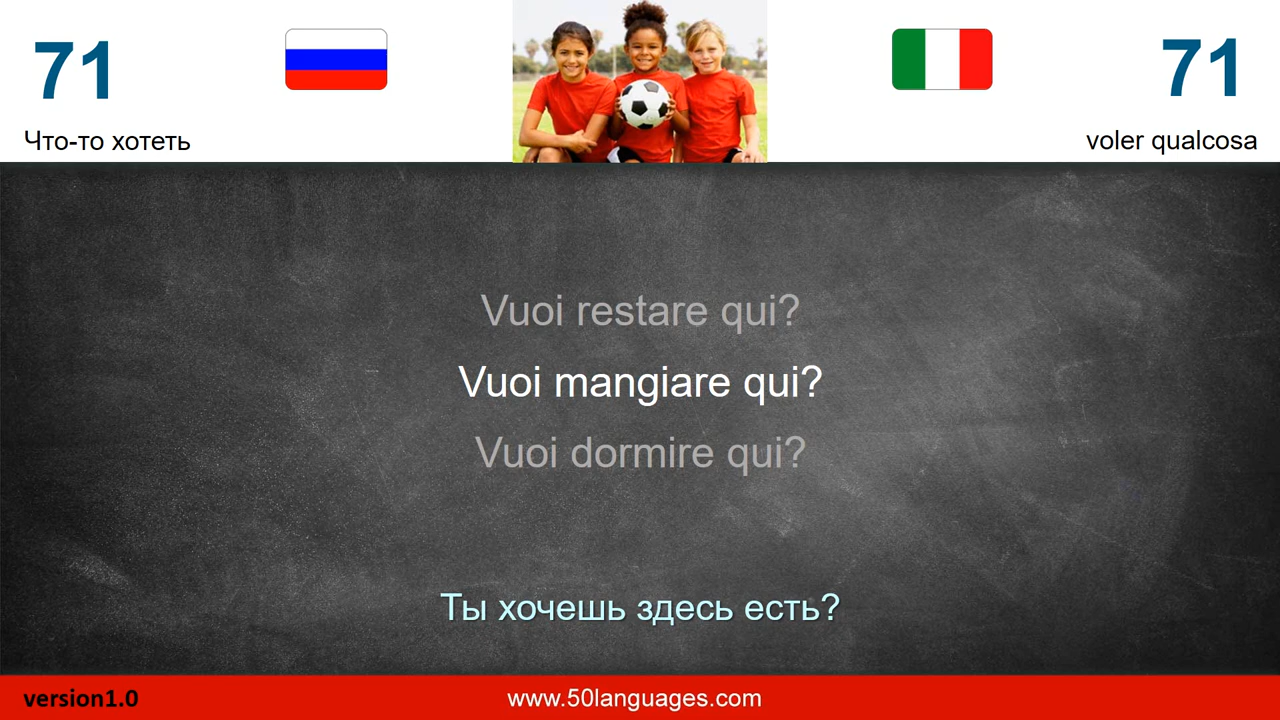 71
71
Что-то хотеть
voler qualcosa
Vuoi restare qui?
Vuoi mangiare qui?
Vuoi dormire qui?
Ты хочешь здесь есть?
version1.0
www.50languages.com